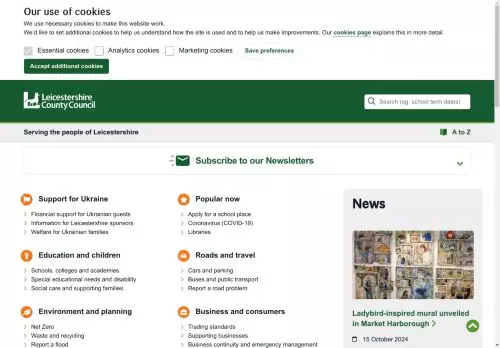 Our use of cookies
We use necessary cookies to make this website work.
We'd like to set additional cookies to help us understand how the site is used and to help us make improvements. Our cookies page explains this in more detail.
Essential cookies Analytics cookies Marketing cookies Save preferences
Accept additional cookies
Leicestershire
County Council
Search (eg. school term dates)
Serving the people of Leicestershire
A to Z
Subscribe to our Newsletters
Support for Ukraine
Financial support for Ukrainian guests
Information for Leicestershire sponsors
Welfare for Ukrainian families
Popular now
Apply for a school place
Coronavirus (COVID-19)
Libraries
Education and children
Schools, colleges and academies
Special educational needs and disability
Social care and supporting families
Roads and travel
Cars and parking
Buses and public transport
Report a road problem
Environment and planning
Net Zero
Waste and recycling
Report a flood
Business and consumers
Trading standards
Supporting businesses
Business continuity and emergency management
News
Ladybird-inspired mural unveiled
in Market Harborough
15 October 2024